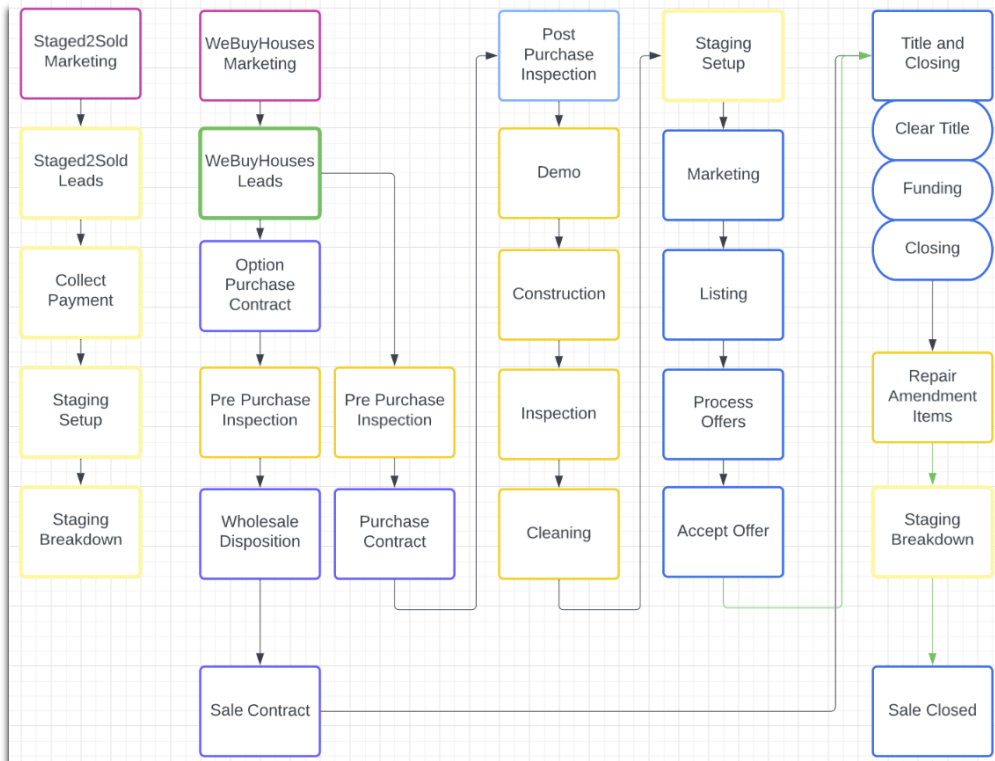 Staged2Sold
Marketing
Staged2Sold
Leads
Collect
Payment
Staging
Setup
Staging
Breakdown
WeBuyHouses
Marketing
WeBuyHouses
Leads
Option
Purchase
Contract
Pre Purchase
Inspection
Wholesale
Disposition
Sale Contract
Pre Purchase
Inspection
Purchase
Contract
Post
Purchase
Inspection
Demo
Construction
Inspection
Cleaning
Staging
Setup
Marketing
Listing
Process
Offers
Accept Offer
Title and
Closing
Clear Title
Funding
Closing
Repair
Amendment
Items
Staging
Breakdown
Sale Closed